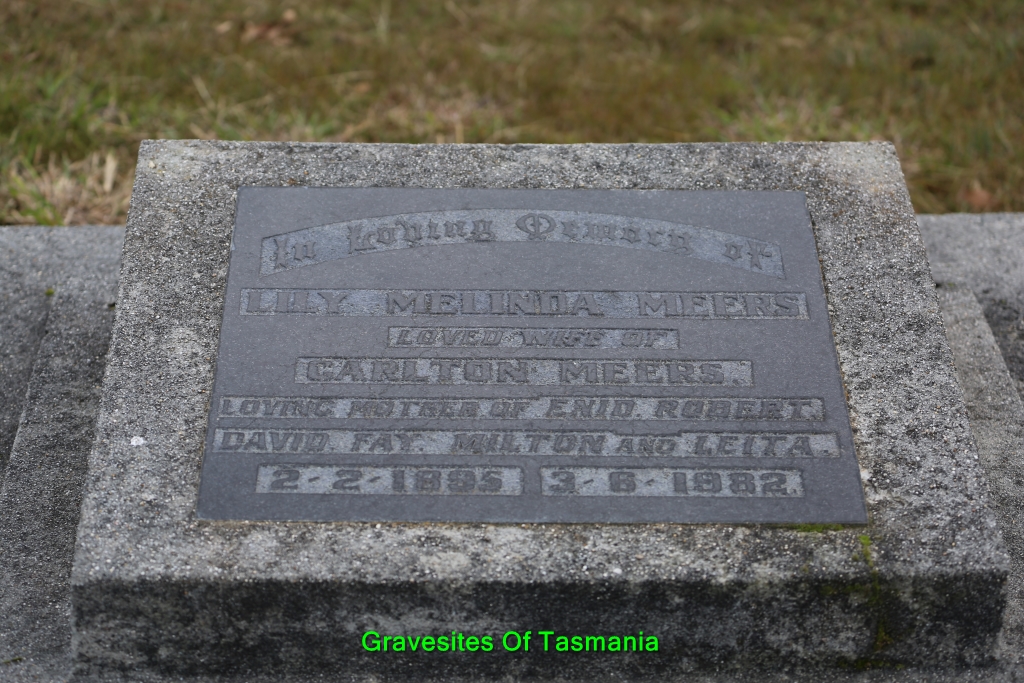 In Loving Memory of
LILY MELINDA MEERS
LOVED WIFE OF
CARLTON MEERS.
LOVING MOTHER OF ENID, ROBERT,
DAVID, FAY, MILTON AND LEITA.
2-2-1895 3-6-1982.
Gravesites Of Tasmania